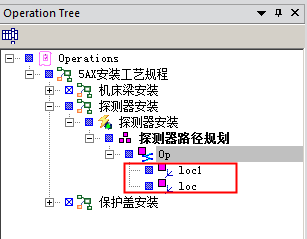 Operation Tree
Operations
5AX安装工艺规程
机床梁安装
探测器安装
探测器安装
探测器路径规划
Op
loc1
loc
保护盖安装